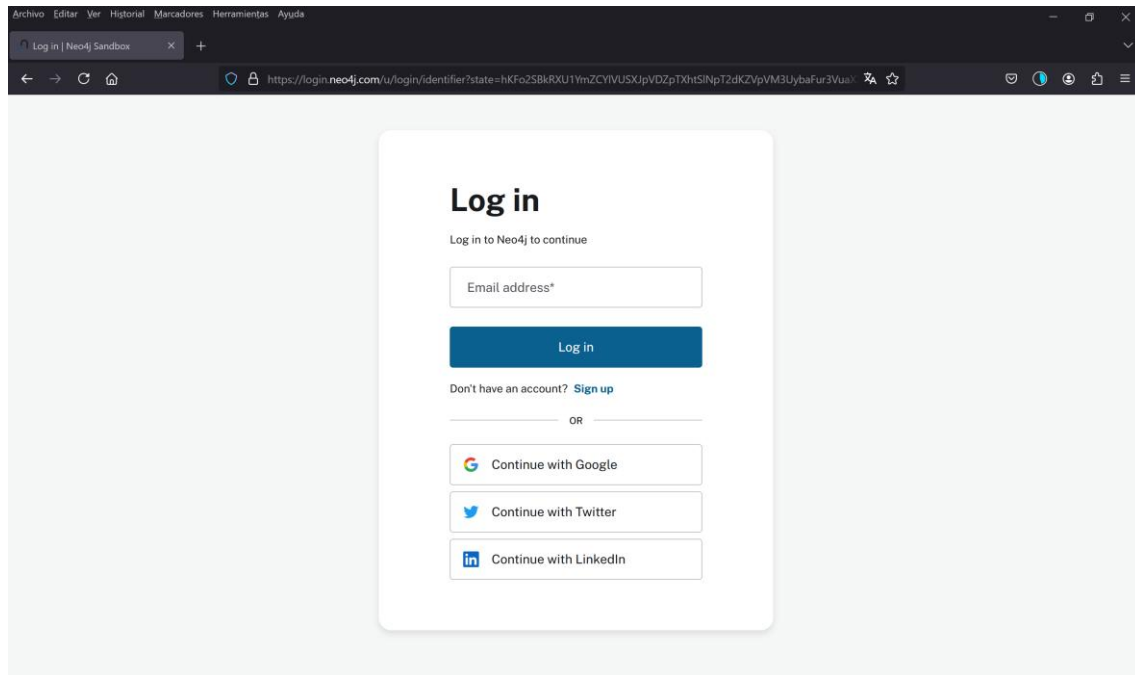 Archivo Editar Ver Historial Marcadores Herramientas Ayuda
Log in | Neo4j Sandbox
https://login.neo4j.com/u/login/identifier?state=hKFo2SBkRXU1YmZCYlVUSXJpVDZpTXhtSlNpT2dKZVpVM3UybaFur3VuaX
Log in
Log in to Neo4j to continue
Email address*
Log in
Don't have an account? Sign up
OR
Continue with Google
Continue with Twitter
in Continue with LinkedIn